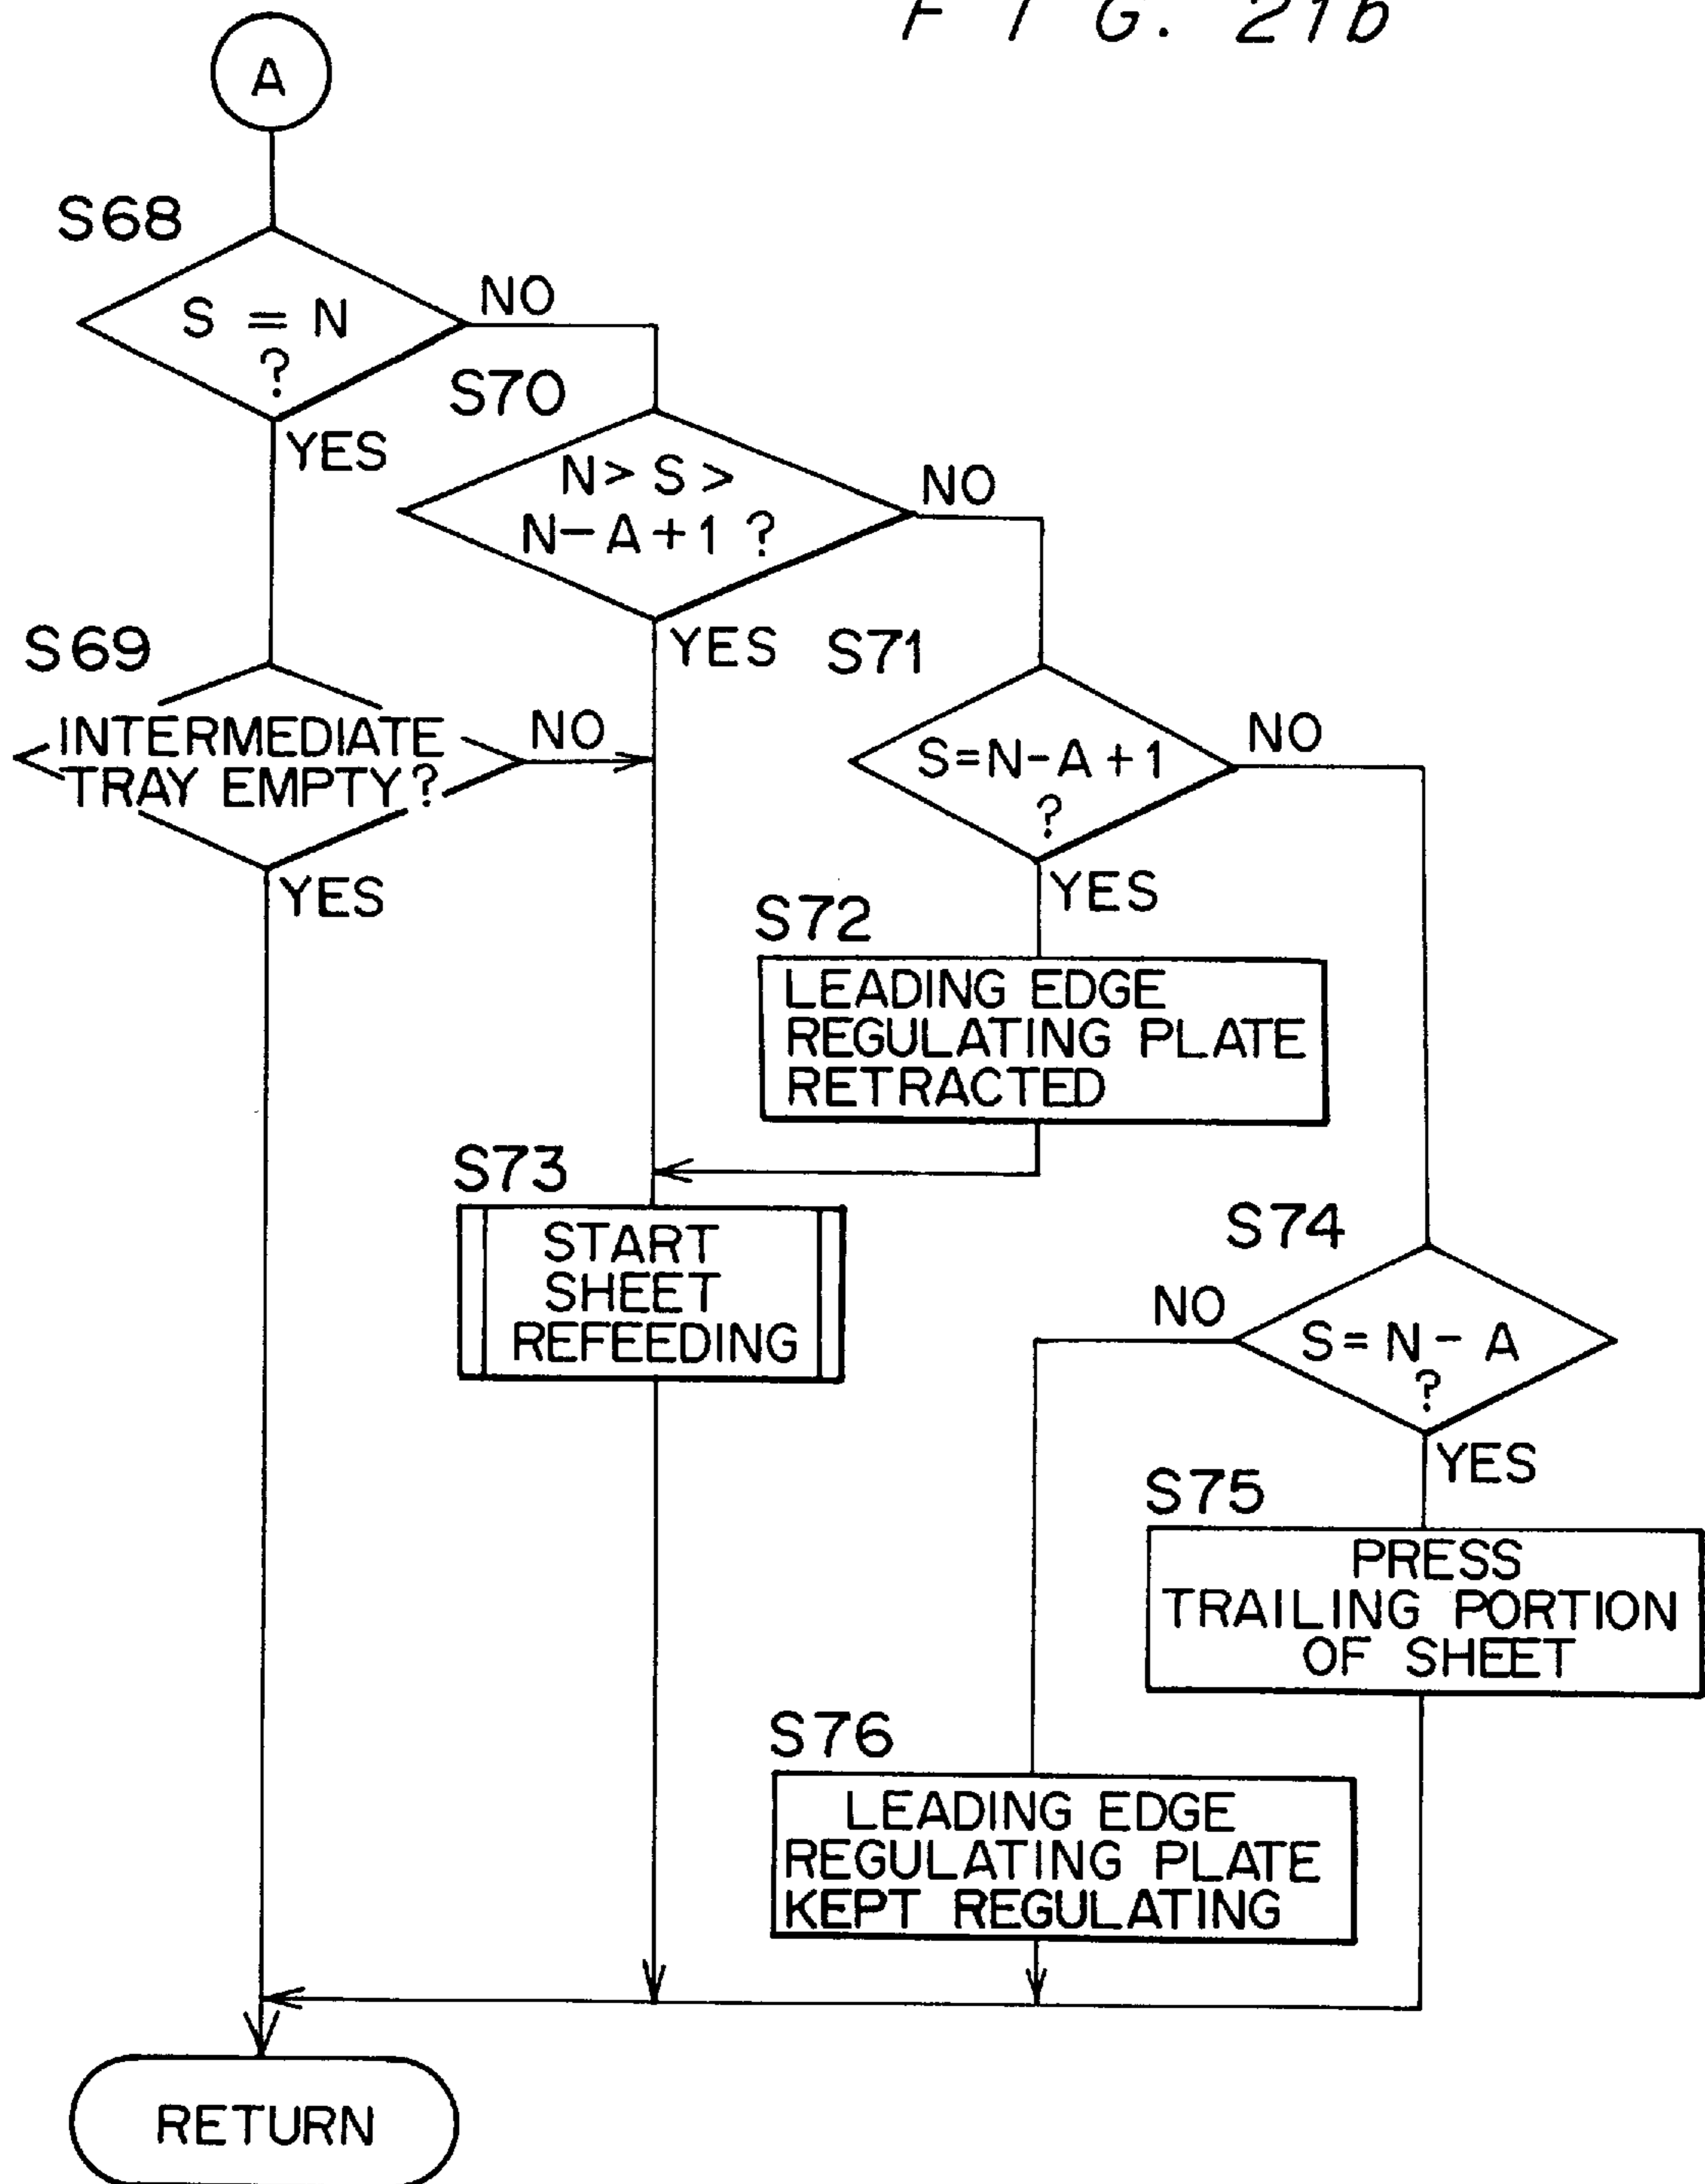 FIG. 21b
A
S68
S = N
?
NO
YES
S70
N> S >
N-A+1 ?
NO
YES
S69
INTERMEDIATE
TRAY EMPTY?
NO
YES
S71
S=N-A+1
?
NO
YES
S72
LEADING EDGE
REGULATING PLATE
RETRACTED
S73
START
SHEET
REFEEDING
S74
S=N-A
?
NO
YES
S75
PRESS
TRAILING PORTION
OF SHEET
S76
LEADING EDGE
REGULATING PLATE
KEPT REGULATING
RETURN